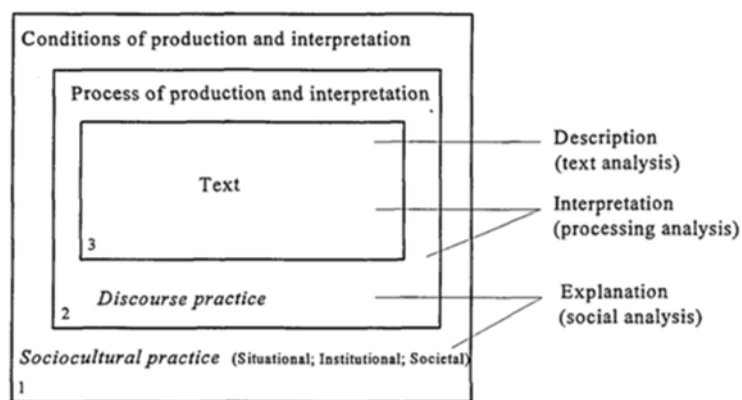 Conditions of production and interpretation
Process of production and interpretation
Text
3
Discourse practice
2
Sociocultural practice (Situational; Institutional; Societal)
1
Description
(text analysis)
Interpretation
(processing analysis)
Explanation
(social analysis)